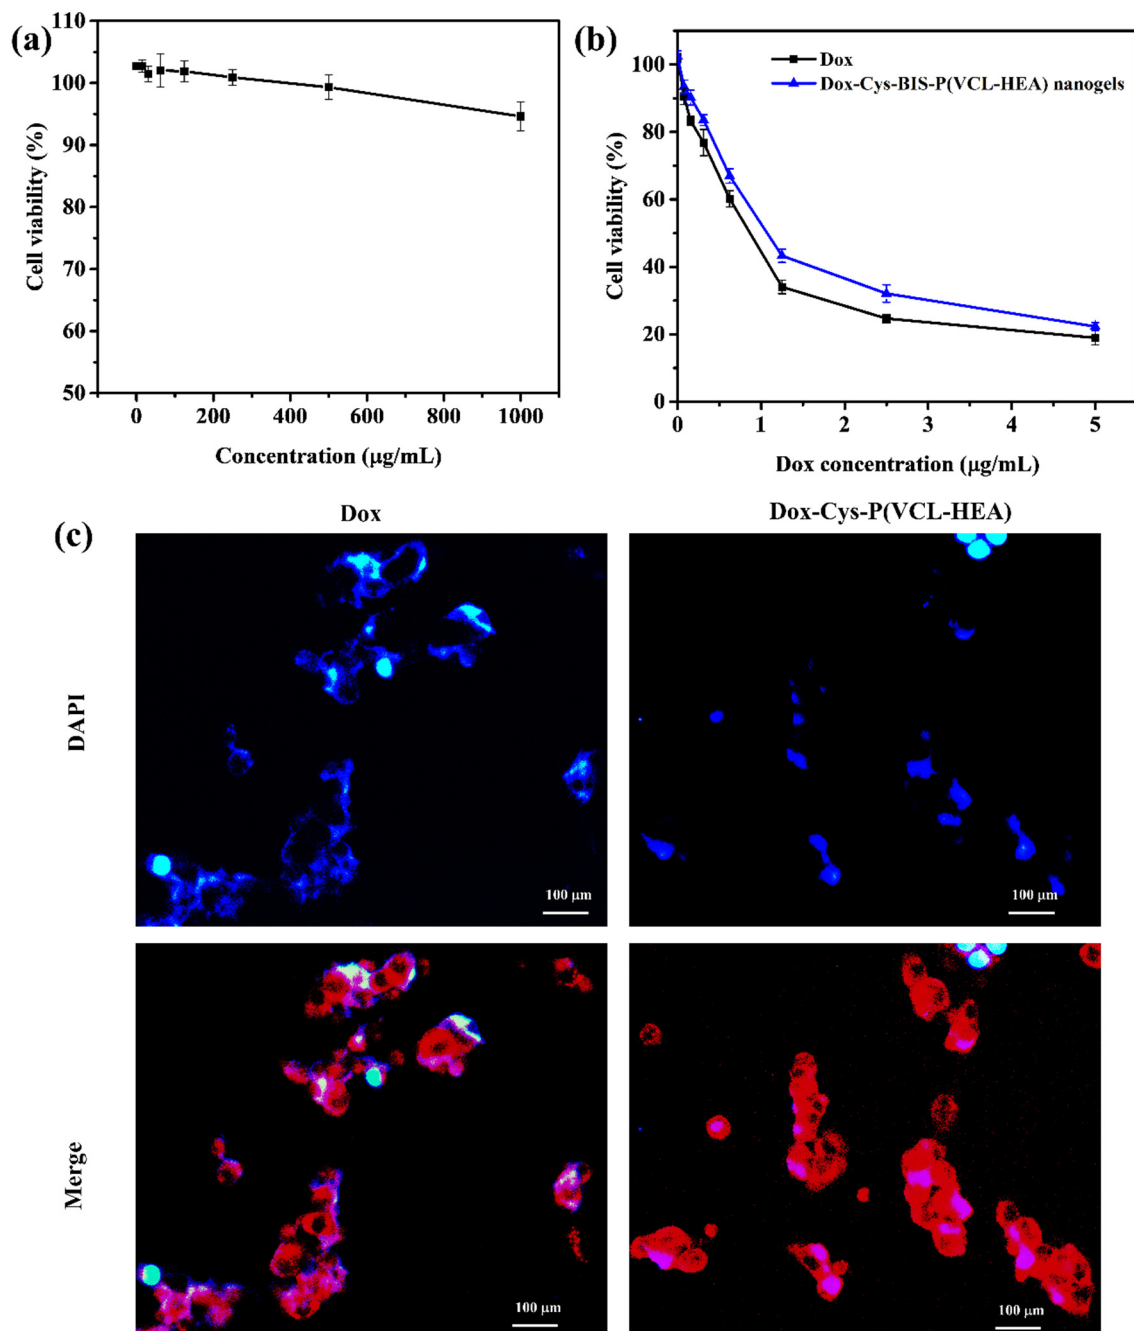 (a)
110
100
90
80
70
60
50
Cell viability (%)
0 200 400 600 800 1000
Concentration (μg/mL)
(b)
Dox
Dox-Cys-BIS-P(VCL-HEA) nanogels
100
80
60
40
20
0
Cell viability (%)
0 1 2 3 4 5
Dox concentration (μg/mL)
(c)
Dox
Dox-Cys-P(VCL-HEA)
DAPI
100 μm
100 μm
Merge
100 μm
100 μm